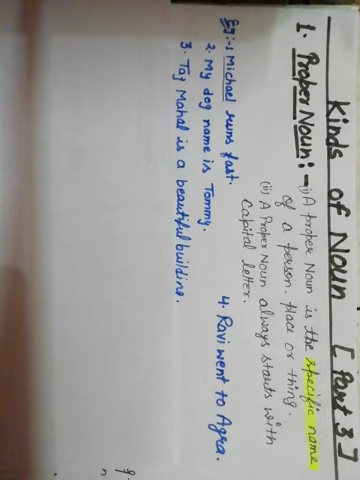 Kinds of Noun [Part 3]
1. Proper Noun:- (i) A proper Noun is the specific name
of a person, place or thing.
(ii) A Proper Noun always starts with
Capital letter.
Eg:-1 Michael runs fast.
2. My dog name is Tommy.
4. Ravi went to Agra.
3. Taj Mahal is a beautiful building.